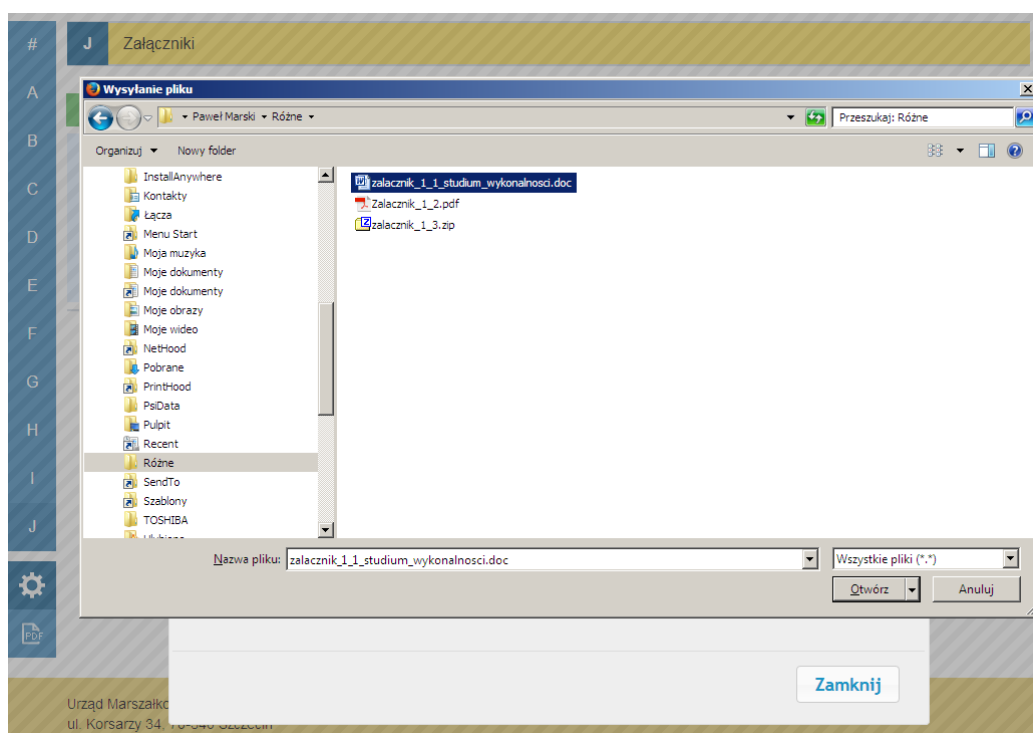 #
J Załączniki
A
B
C
D
E
F
G
H
I
J
PDF
Wysyłanie pliku
Paweł Marski Różne
Przeszukaj: Różne
Organizuj Nowy folder
InstallAnywhere
Kontakty
Łącza
Menu Start
Moja muzyka
Moje dokumenty
Moje dokumenty
Moje obrazy
Moje wideo
NetHood
Pobrane
PrintHood
PsiData
Pulpit
Recent
Różne
SendTo
Szablony
TOSHIBA
zalacznik_1_1_studium_wykonalnosci.doc
Zalacznik_1_2.pdf
zalacznik_1_3.zip
Nazwa pliku: zalacznik_1_1_studium_wykonalnosci.doc
Wszystkie pliki (*.*)
Otwórz Anuluj
Zamknij
Urząd
ul. Korsarzy 34,